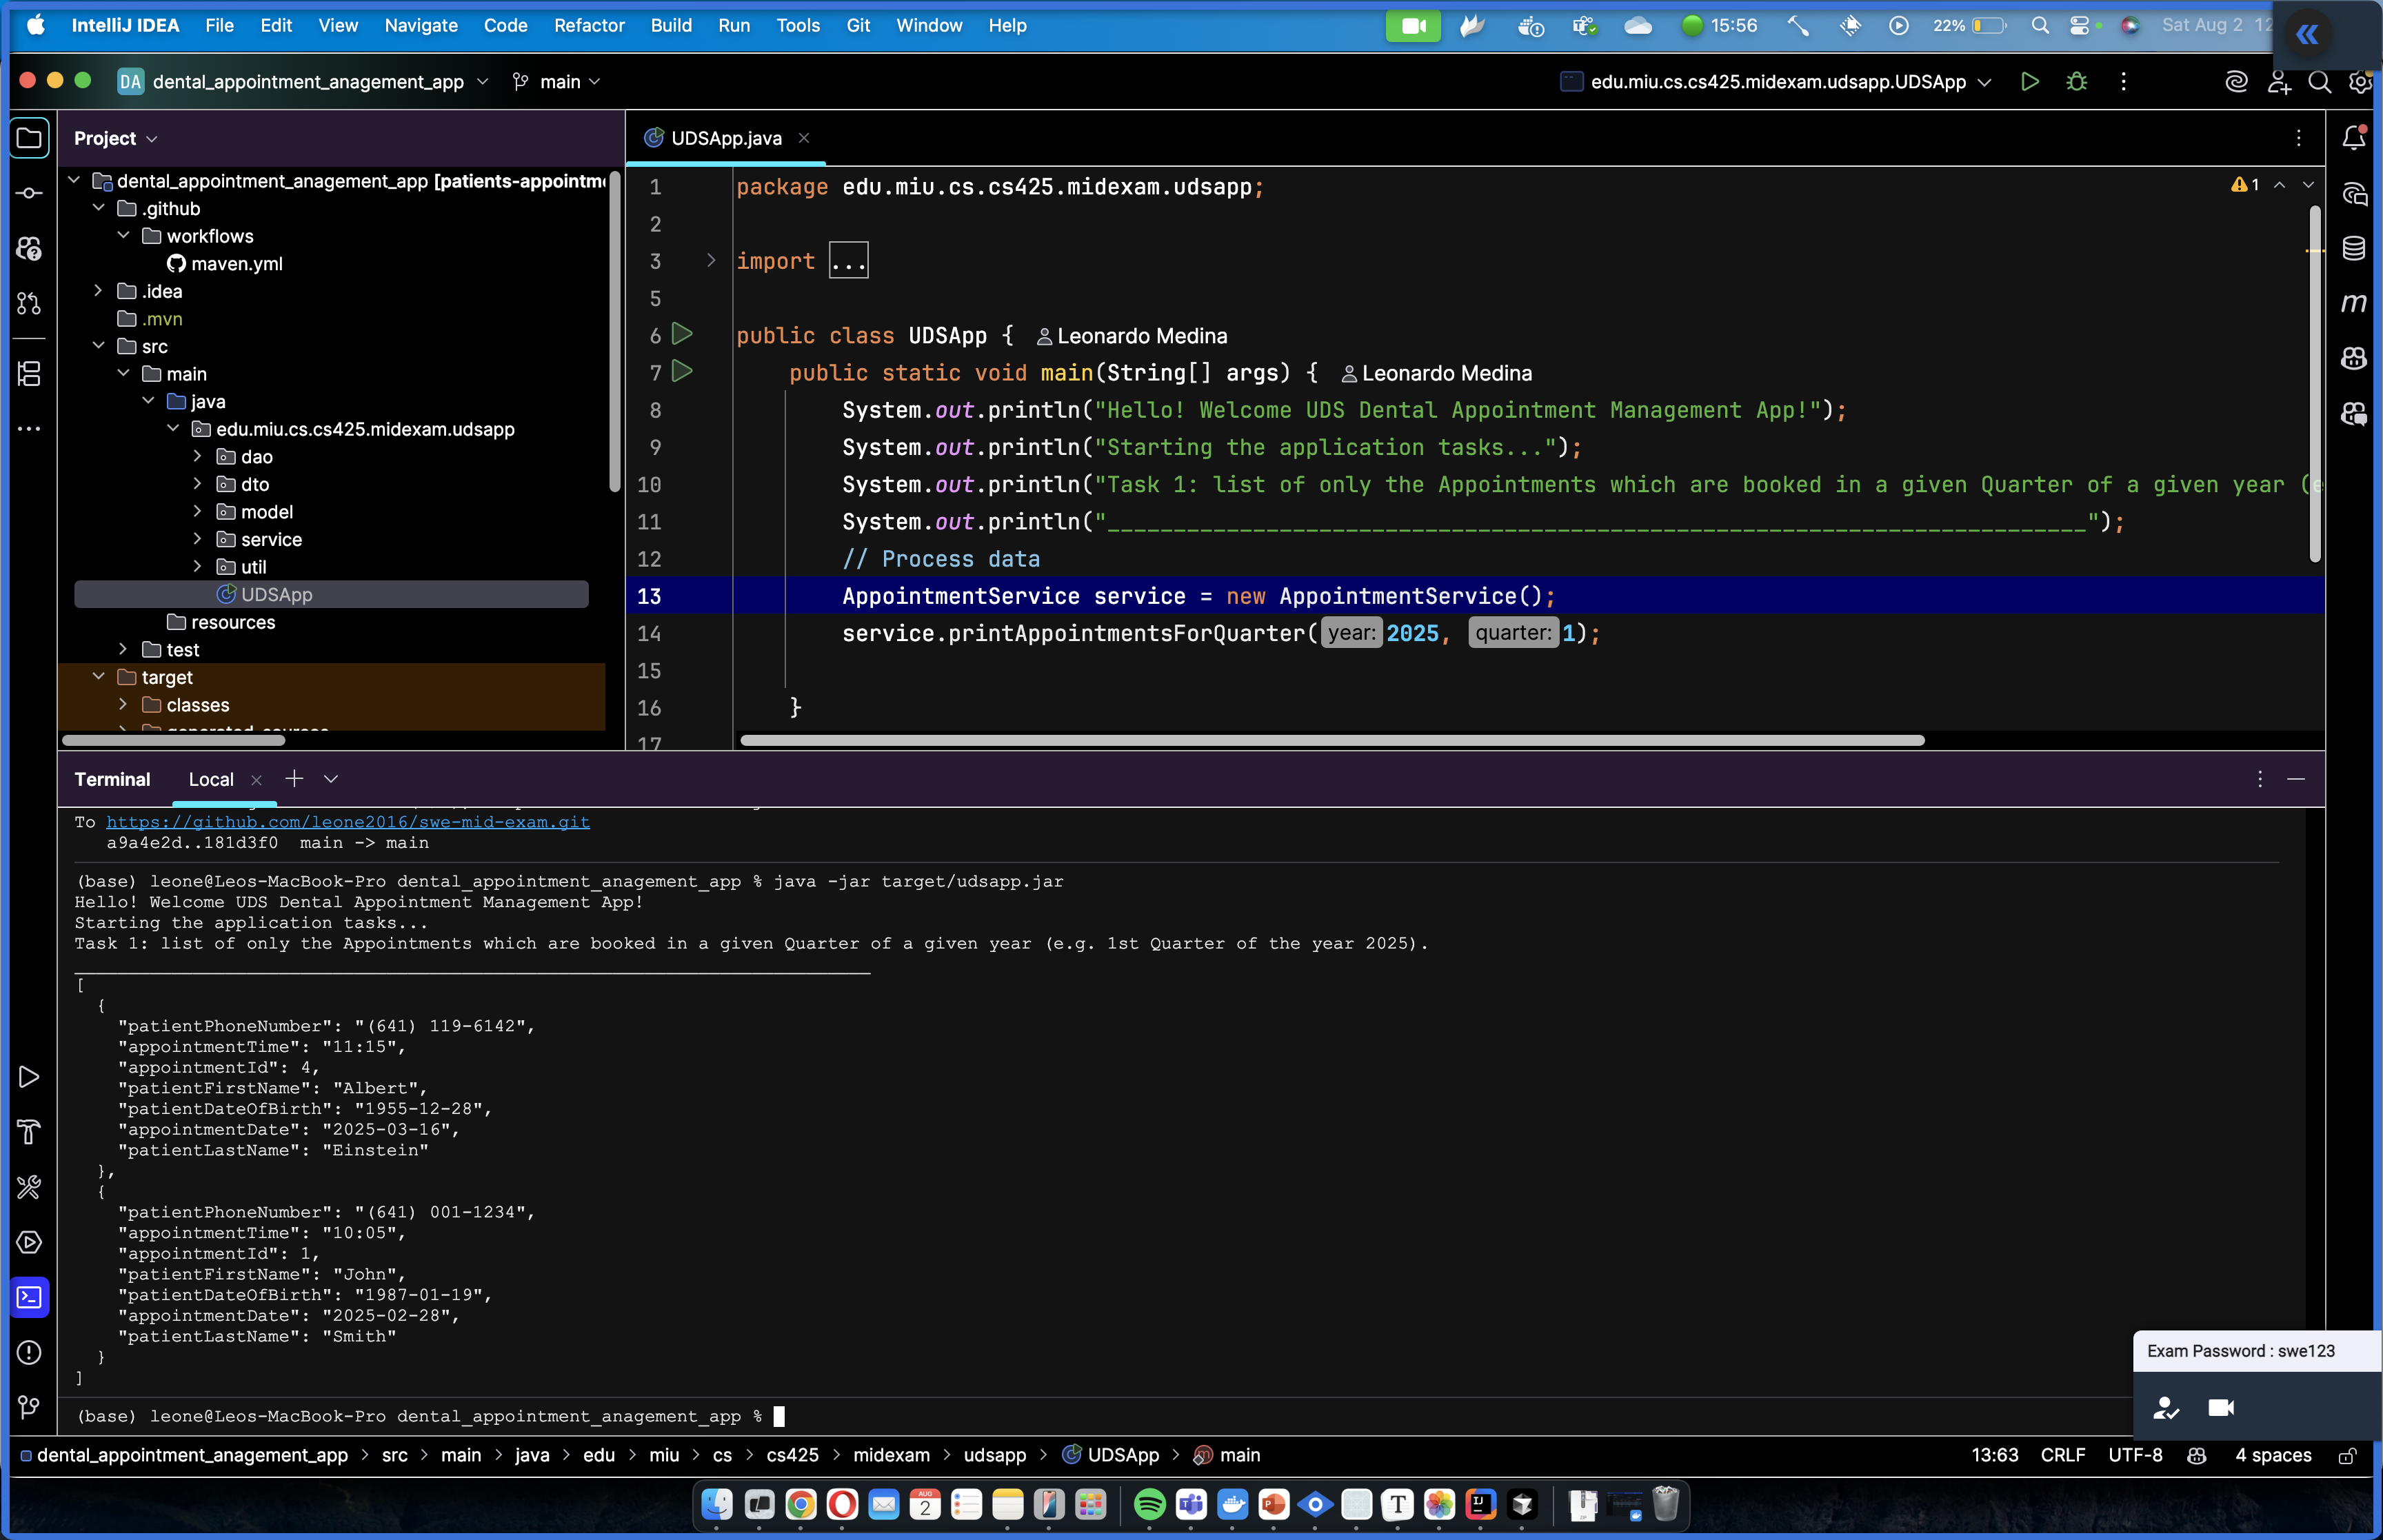 IntelliJ IDEA File Edit View Navigate Code Refactor Build Run Tools Git Window Help 15:56 22% Sat Aug 2 12
DA dental_appointment_anagement_app main edu.miu.cs.cs425.midexam.udsapp.UDSApp
Project
dental_appointment_anagement_app [patients-appointm
.github
workflows
maven.yml
.idea
.mvn
src
main
java
edu.miu.cs.cs425.midexam.udsapp
dao
dto
model
service
util
UDSApp
resources
test
target
classes
UDSApp.java
1
1 package edu.miu.cs.cs425.midexam.udsapp;
2
3 import ...
5
6 public class UDSApp { Leonardo Medina
7 public static void main(String[] args) { Leonardo Medina
8 System.out.println("Hello! Welcome UDS Dental Appointment Management App!");
9 System.out.println("Starting the application tasks...");
10 System.out.println("Task 1: list of only the Appointments which are booked in a given Quarter of a given year (e
11 System.out.println("__________________________________________________________________________");
12 // Process data
13 AppointmentService service = new AppointmentService();
14 service.printAppointmentsForQuarter( year: 2025, quarter: 1);
15
16 }
17
Terminal Local
To https://github.com/leone2016/swe-mid-exam.git
a9a4e2d..181d3f0 main -> main
(base) leone@Leos-MacBook-Pro dental_appointment_anagement_app % java -jar target/udsapp.jar
Hello! Welcome UDS Dental Appointment Management App!
Starting the application tasks...
Task 1: list of only the Appointments which are booked in a given Quarter of a given year (e.g. 1st Quarter of the year 2025).
__________________________________________________________________________
[
{
"patientPhoneNumber": "(641) 119-6142",
"appointmentTime": "11:15",
"appointmentId": 4,
"patientFirstName": "Albert",
"patientDateOfBirth": "1955-12-28",
"appointmentDate": "2025-03-16",
"patientLastName": "Einstein"
},
{
"patientPhoneNumber": "(641) 001-1234",
"appointmentTime": "10:05",
"appointmentId": 1,
"patientFirstName": "John",
"patientDateOfBirth": "1987-01-19",
"appointmentDate": "2025-02-28",
"patientLastName": "Smith"
}
]
(base) leone@Leos-MacBook-Pro dental_appointment_anagement_app %
Exam Password : swe123
dental_appointment_anagement_app > src > main > java > edu > miu > cs > cs425 > midexam > udsapp > UDSApp > main 13:63 CRLF UTF-8 4 spaces
AUG
2